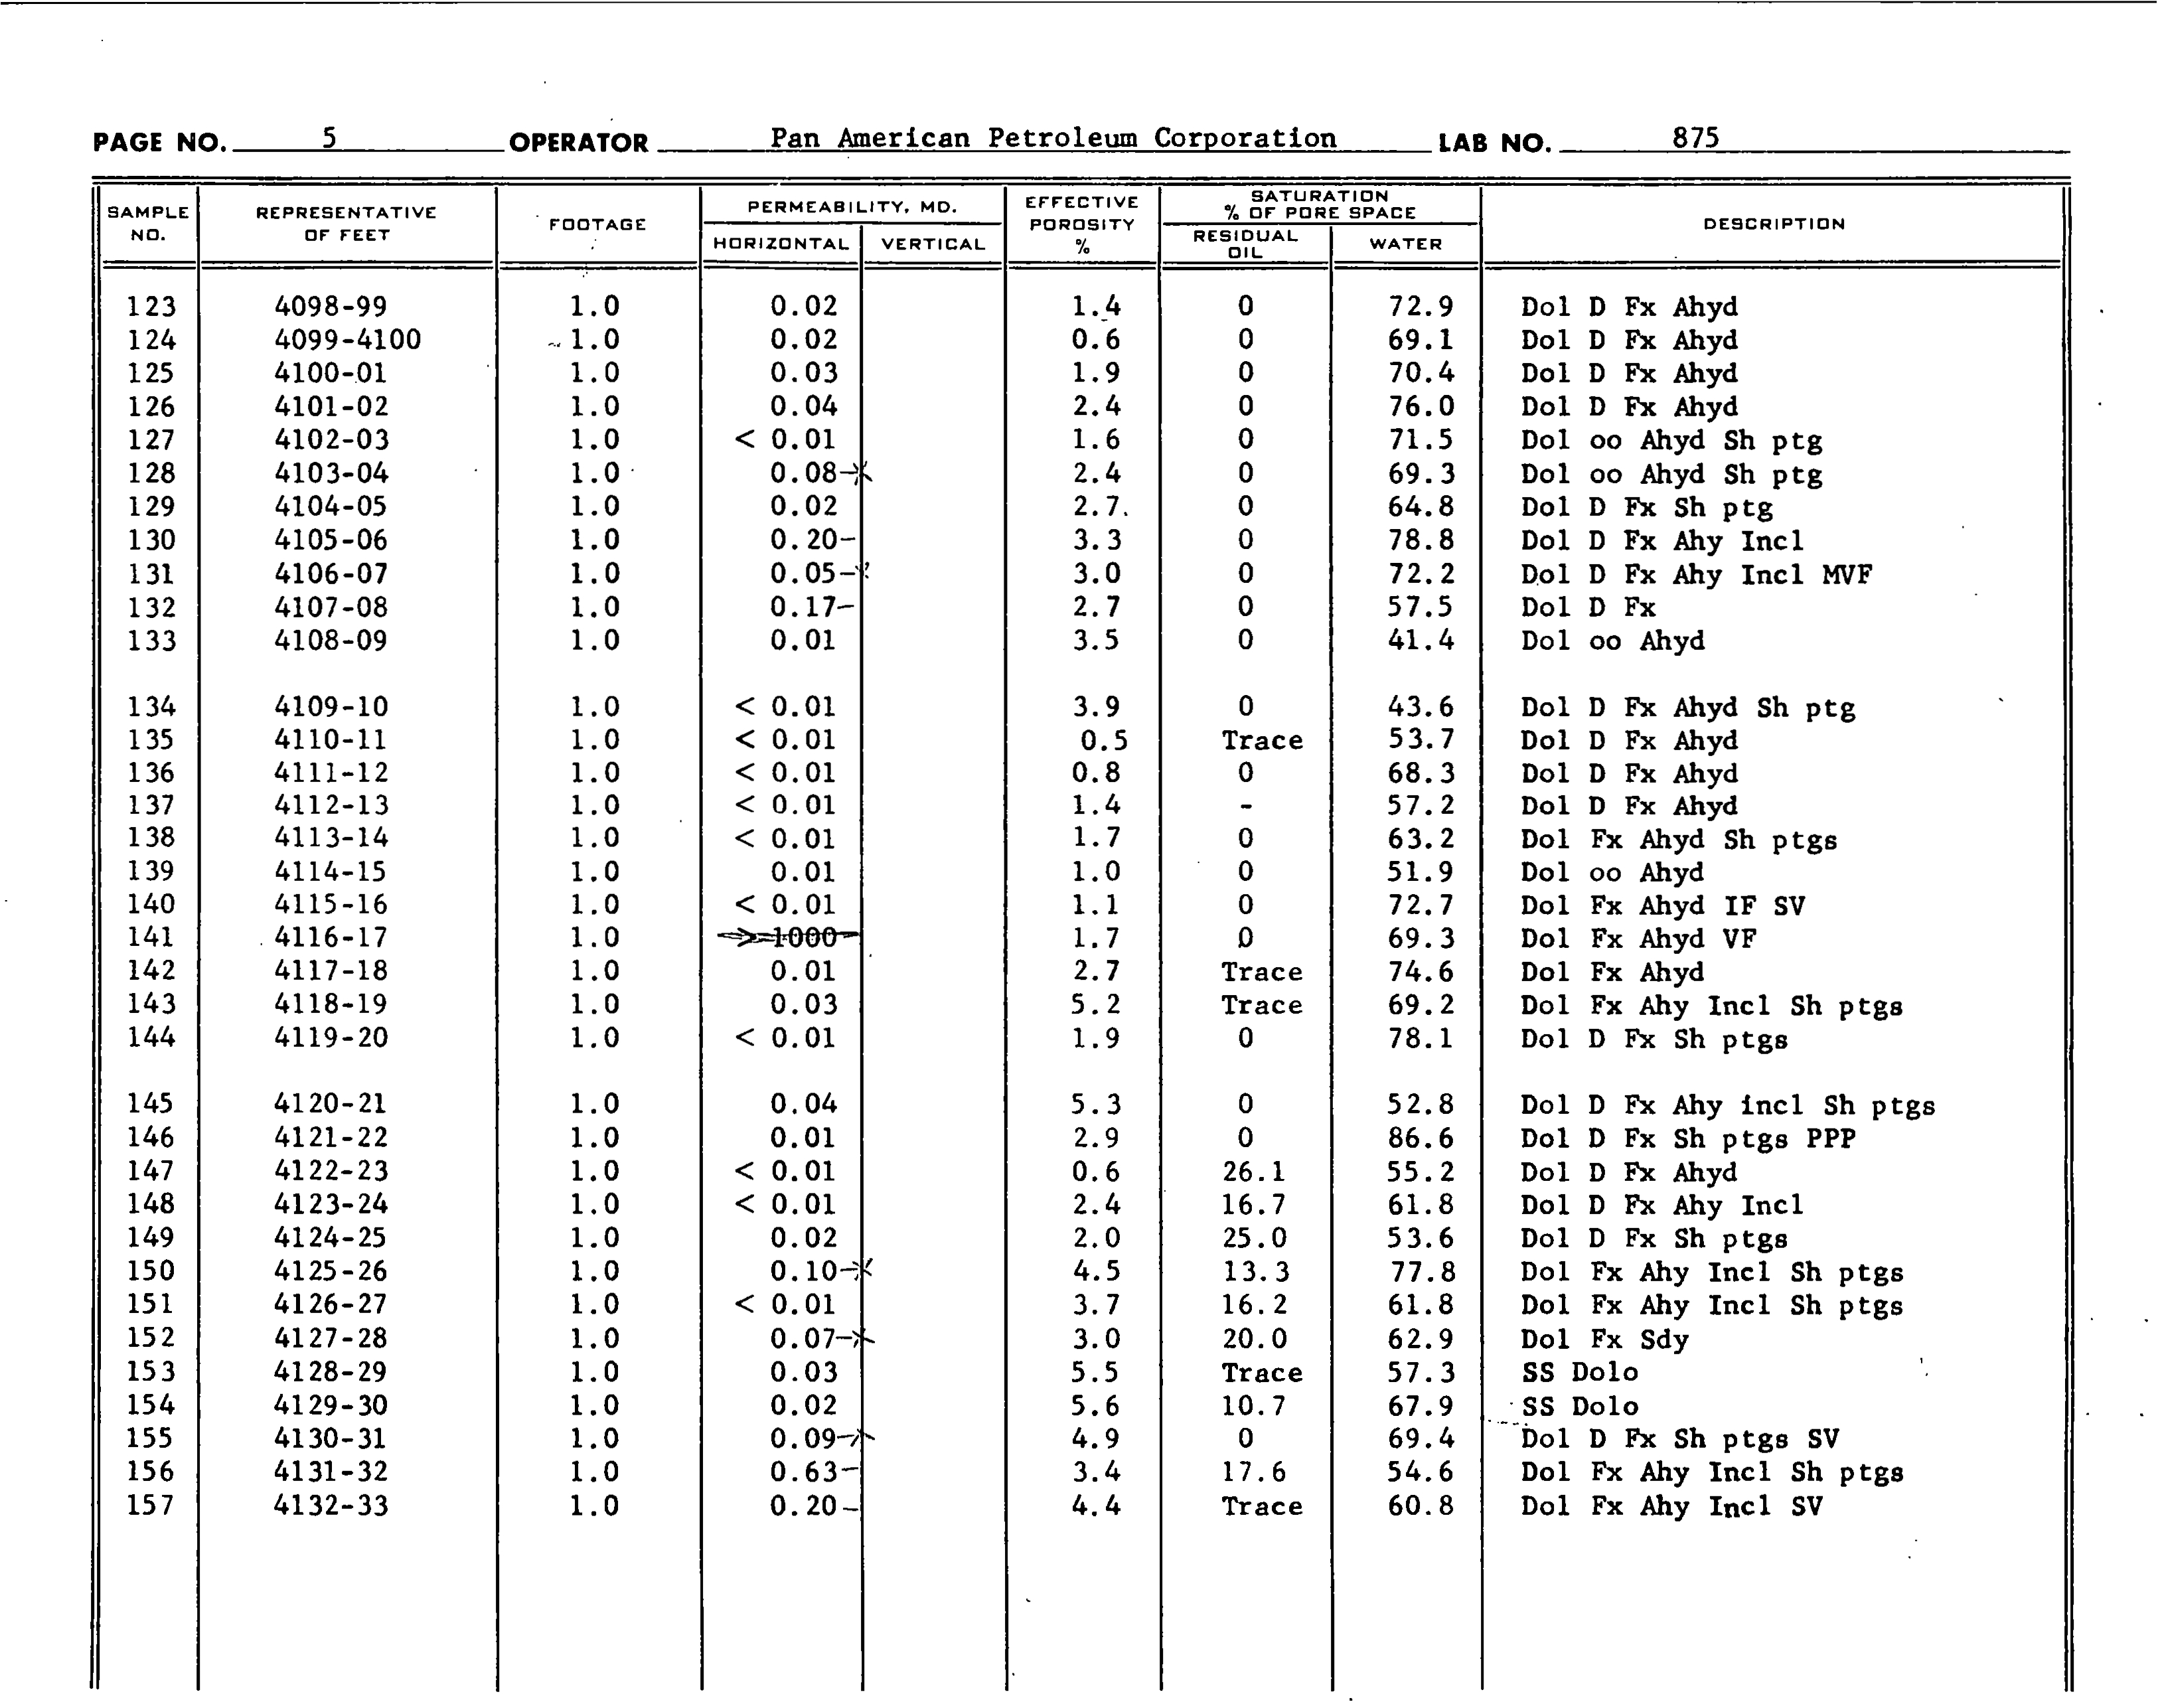 PAGE NO. 5 OPERATOR Pan American Petroleum Corporation LAB NO. 875
SAMPLE NO. REPRESENTATIVE OF FEET FOOTAGE PERMEABILITY, MD. HORIZONTAL VERTICAL EFFECTIVE POROSITY % SATURATION % OF PORE SPACE RESIDUAL OIL WATER DESCRIPTION
123 4098-99 1.0 0.02 1.4 0 72.9 Dol D Fx Ahyd
124 4099-4100 1.0 0.02 0.6 0 69.1 Dol D Fx Ahyd
125 4100-01 1.0 0.03 1.9 0 70.4 Dol D Fx Ahyd
126 4101-02 1.0 0.04 2.4 0 76.0 Dol D Fx Ahyd
127 4102-03 1.0 < 0.01 1.6 0 71.5 Dol oo Ahyd Sh ptg
128 4103-04 1.0 0.08 2.4 0 69.3 Dol oo Ahyd Sh ptg
129 4104-05 1.0 0.02 2.7 0 64.8 Dol D Fx Sh ptg
130 4105-06 1.0 0.20 3.3 0 78.8 Dol D Fx Ahy Incl
131 4106-07 1.0 0.05 3.0 0 72.2 Dol D Fx Ahy Incl MVF
132 4107-08 1.0 0.17 2.7 0 57.5 Dol D Fx
133 4108-09 1.0 0.01 3.5 0 41.4 Dol oo Ahyd
134 4109-10 1.0 < 0.01 3.9 0 43.6 Dol D Fx Ahyd Sh ptg
135 4110-11 1.0 < 0.01 0.5 Trace 53.7 Dol D Fx Ahyd
136 4111-12 1.0 < 0.01 0.8 0 68.3 Dol D Fx Ahyd
137 4112-13 1.0 < 0.01 1.4 - 57.2 Dol D Fx Ahyd
138 4113-14 1.0 < 0.01 1.7 0 63.2 Dol Fx Ahyd Sh ptgs
139 4114-15 1.0 0.01 1.0 0 51.9 Dol oo Ahyd
140 4115-16 1.0 < 0.01 1.1 0 72.7 Dol Fx Ahyd IF SV
141 4116-17 1.0 > 1000 1.7 0 69.3 Dol Fx Ahyd VF
142 4117-18 1.0 0.01 2.7 Trace 74.6 Dol Fx Ahyd
143 4118-19 1.0 0.03 5.2 Trace 69.2 Dol Fx Ahy Incl Sh ptgs
144 4119-20 1.0 < 0.01 1.9 0 78.1 Dol D Fx Sh ptgs
145 4120-21 1.0 0.04 5.3 0 52.8 Dol D Fx Ahy incl Sh ptgs
146 4121-22 1.0 0.01 2.9 0 86.6 Dol D Fx Sh ptgs PPP
147 4122-23 1.0 < 0.01 0.6 26.1 55.2 Dol D Fx Ahyd
148 4123-24 1.0 < 0.01 2.4 16.7 61.8 Dol D Fx Ahy Incl
149 4124-25 1.0 0.02 2.0 25.0 53.6 Dol D Fx Sh ptgs
150 4125-26 1.0 0.10 4.5 13.3 77.8 Dol Fx Ahy Incl Sh ptgs
151 4126-27 1.0 < 0.01 3.7 16.2 61.8 Dol Fx Ahy Incl Sh ptgs
152 4127-28 1.0 0.07 3.0 20.0 62.9 Dol Fx Sdy
153 4128-29 1.0 0.03 5.5 Trace 57.3 SS Dolo
154 4129-30 1.0 0.02 5.6 10.7 67.9 SS Dolo
155 4130-31 1.0 0.09 4.9 0 69.4 Dol D Fx Sh ptgs SV
156 4131-32 1.0 0.63 3.4 17.6 54.6 Dol Fx Ahy Incl Sh ptgs
157 4132-33 1.0 0.20 4.4 Trace 60.8 Dol Fx Ahy Incl SV